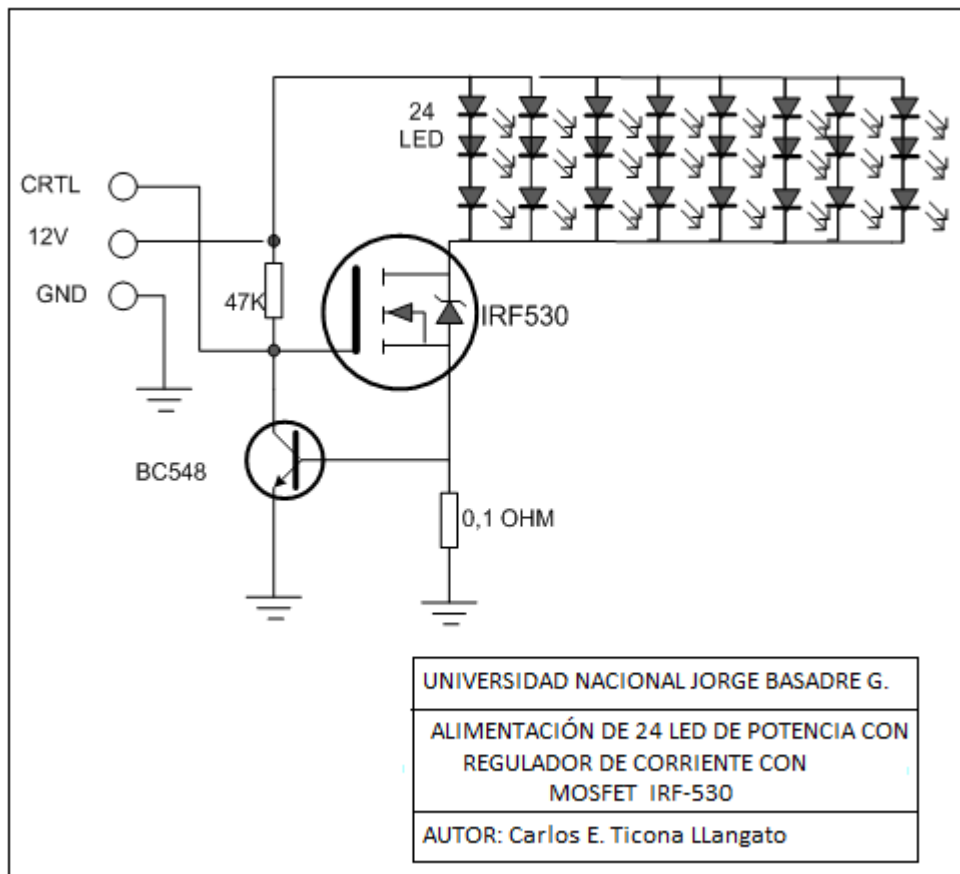 24
LED
CRTL
12V
GND
47K
IRF530
BC548
0,1 OHM
UNIVERSIDAD NACIONAL JORGE BASADRE G.
ALIMENTACIÓN DE 24 LED DE POTENCIA CON
REGULADOR DE CORRIENTE CON
MOSFET IRF-530
AUTOR: Carlos E. Ticona LLangato